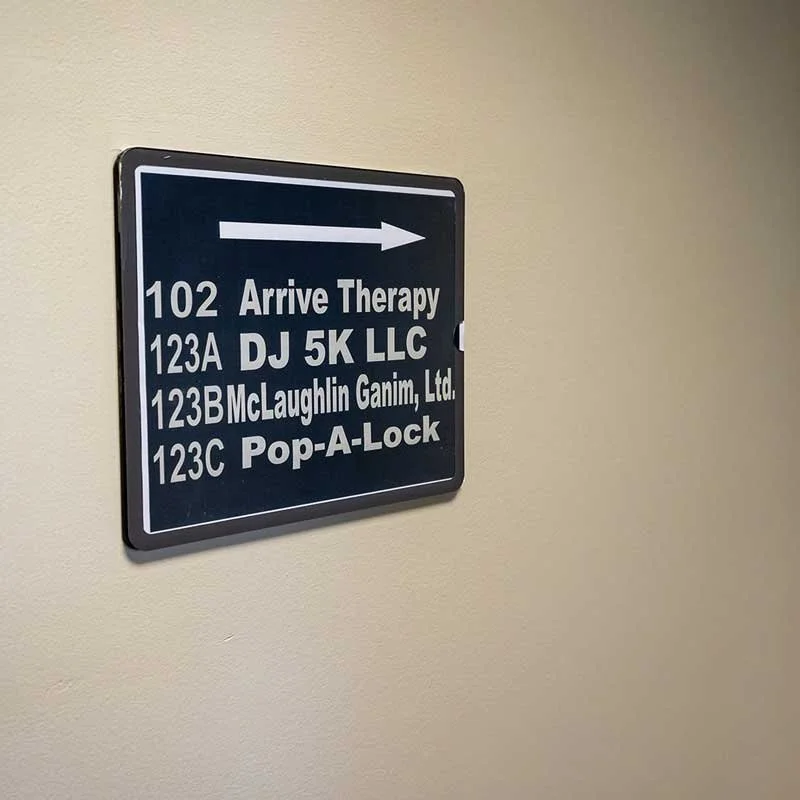 102 Arrive Therapy
123A DJ 5K LLC
123B McLaughlin Ganim, Ltd.
123C Pop-A-Lock